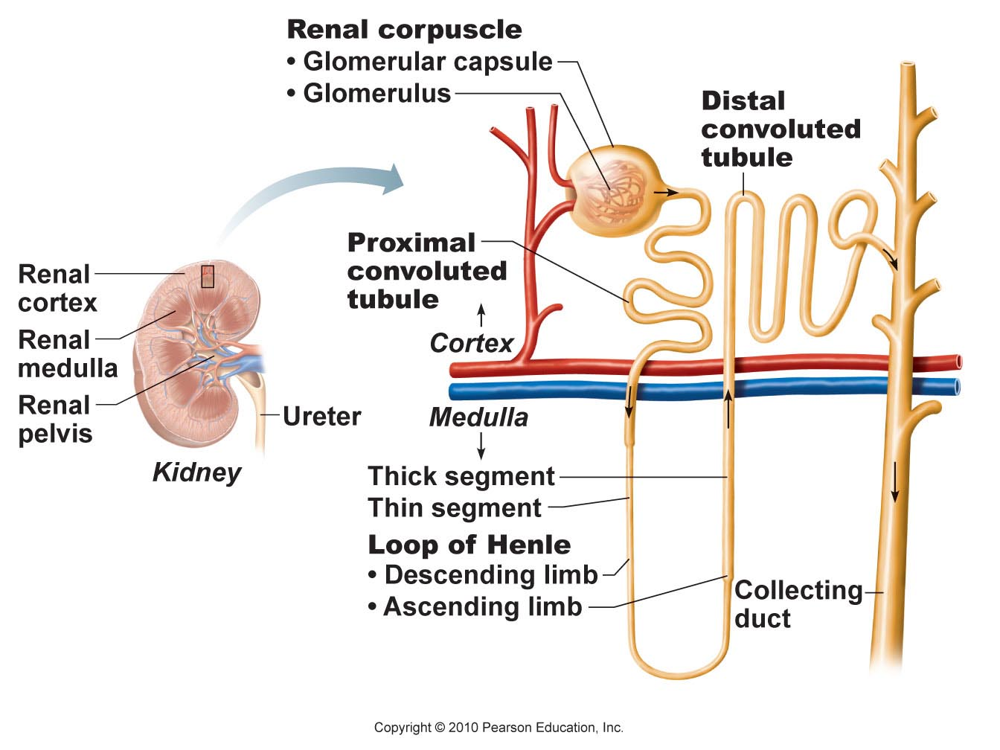 Renal corpuscle
• Glomerular capsule
• Glomerulus
Distal
convoluted
tubule
Proximal
convoluted
tubule
Renal
cortex
Renal
medulla
Renal
pelvis
Ureter
Kidney
Cortex
Medulla
Thick segment
Thin segment
Loop of Henle
• Descending limb
• Ascending limb
Collecting
duct
Copyright © 2010 Pearson Education, Inc.